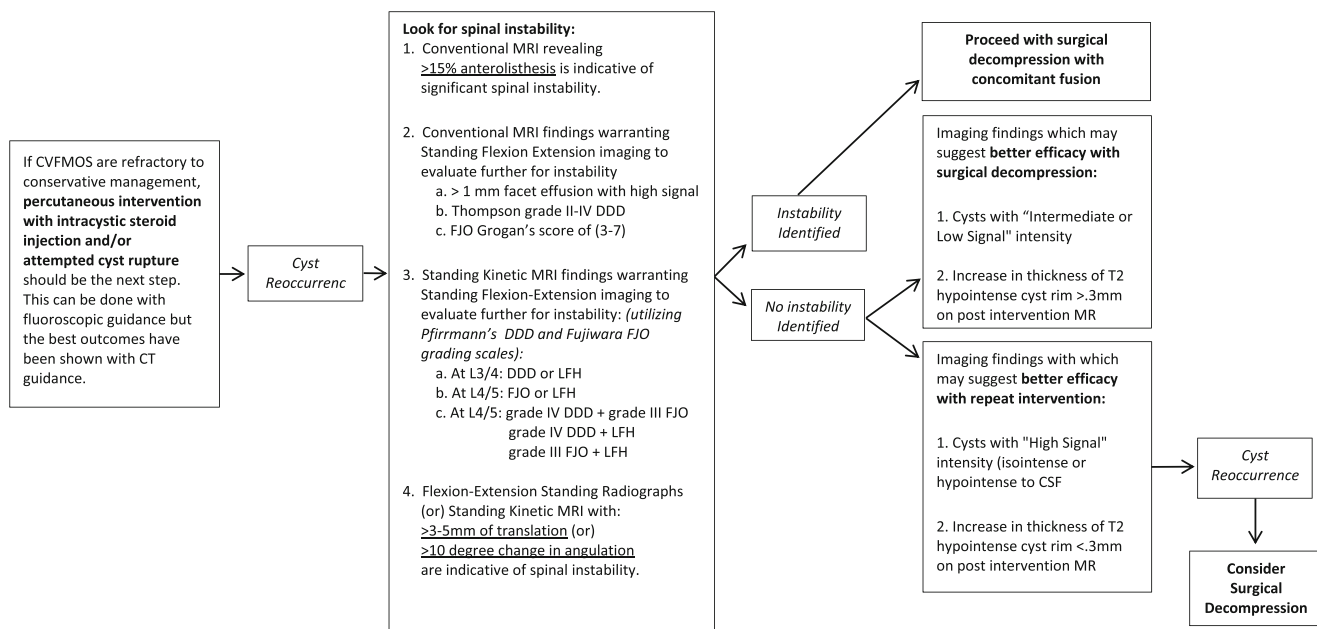 If CVFMOS are refractory to
conservative management,
percutaneous intervention
with intracystic steroid
injection and/or
attempted cyst rupture
should be the next step.
This can be done with
fluoroscopic guidance but
the best outcomes have
been shown with CT
guidance.
Cyst
Reoccurrenc
Look for spinal instability:
1. Conventional MRI revealing
>15% anterolisthesis is indicative of
significant spinal instability.
2. Conventional MRI findings warranting
Standing Flexion Extension imaging to
evaluate further for instability
a. > 1 mm facet effusion with high signal
b. Thompson grade II-IV DDD
c. FJO Grogan's score of (3-7)
3. Standing Kinetic MRI findings warranting
Standing Flexion-Extension imaging to
evaluate further for instability: (utilizing
Pfirrmann's DDD and Fujiwara FJO
grading scales):
a. At L3/4: DDD or LFH
b. At L4/5: FJO or LFH
c. At L4/5: grade IV DDD + grade III FJO
grade IV DDD + LFH
grade III FJO + LFH
4. Flexion-Extension Standing Radiographs
(or) Standing Kinetic MRI with:
>3-5mm of translation (or)
>10 degree change in angulation
are indicative of spinal instability.
Instability
Identified
No instability
Identified
Proceed with surgical
decompression with
concomitant fusion
Imaging findings which may
suggest better efficacy with
surgical decompression:
1. Cysts with “Intermediate or
Low Signal" intensity
2. Increase in thickness of T2
hypointense cyst rim >.3mm
on post intervention MR
Imaging findings with which
may suggest better efficacy
with repeat intervention:
1. Cysts with "High Signal"
intensity (isointense or
hypointense to CSF
2. Increase in thickness of T2
hypointense cyst rim <.3mm
on post intervention MR
Cyst
Reoccurrence
Consider
Surgical
Decompression